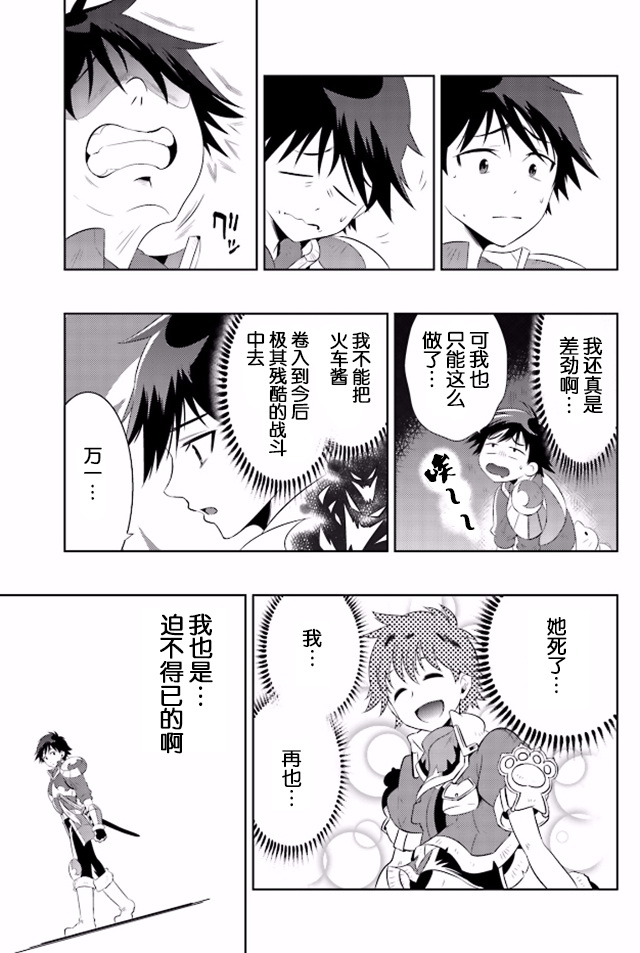 グッ
我还真是
差劲啊…
可我也
只能这么
做了…
我不能把
火车酱
卷入到今后
极其残酷的战斗
中去
万一…
她死了…
我…
再也…
我也是…
迫不得已的啊